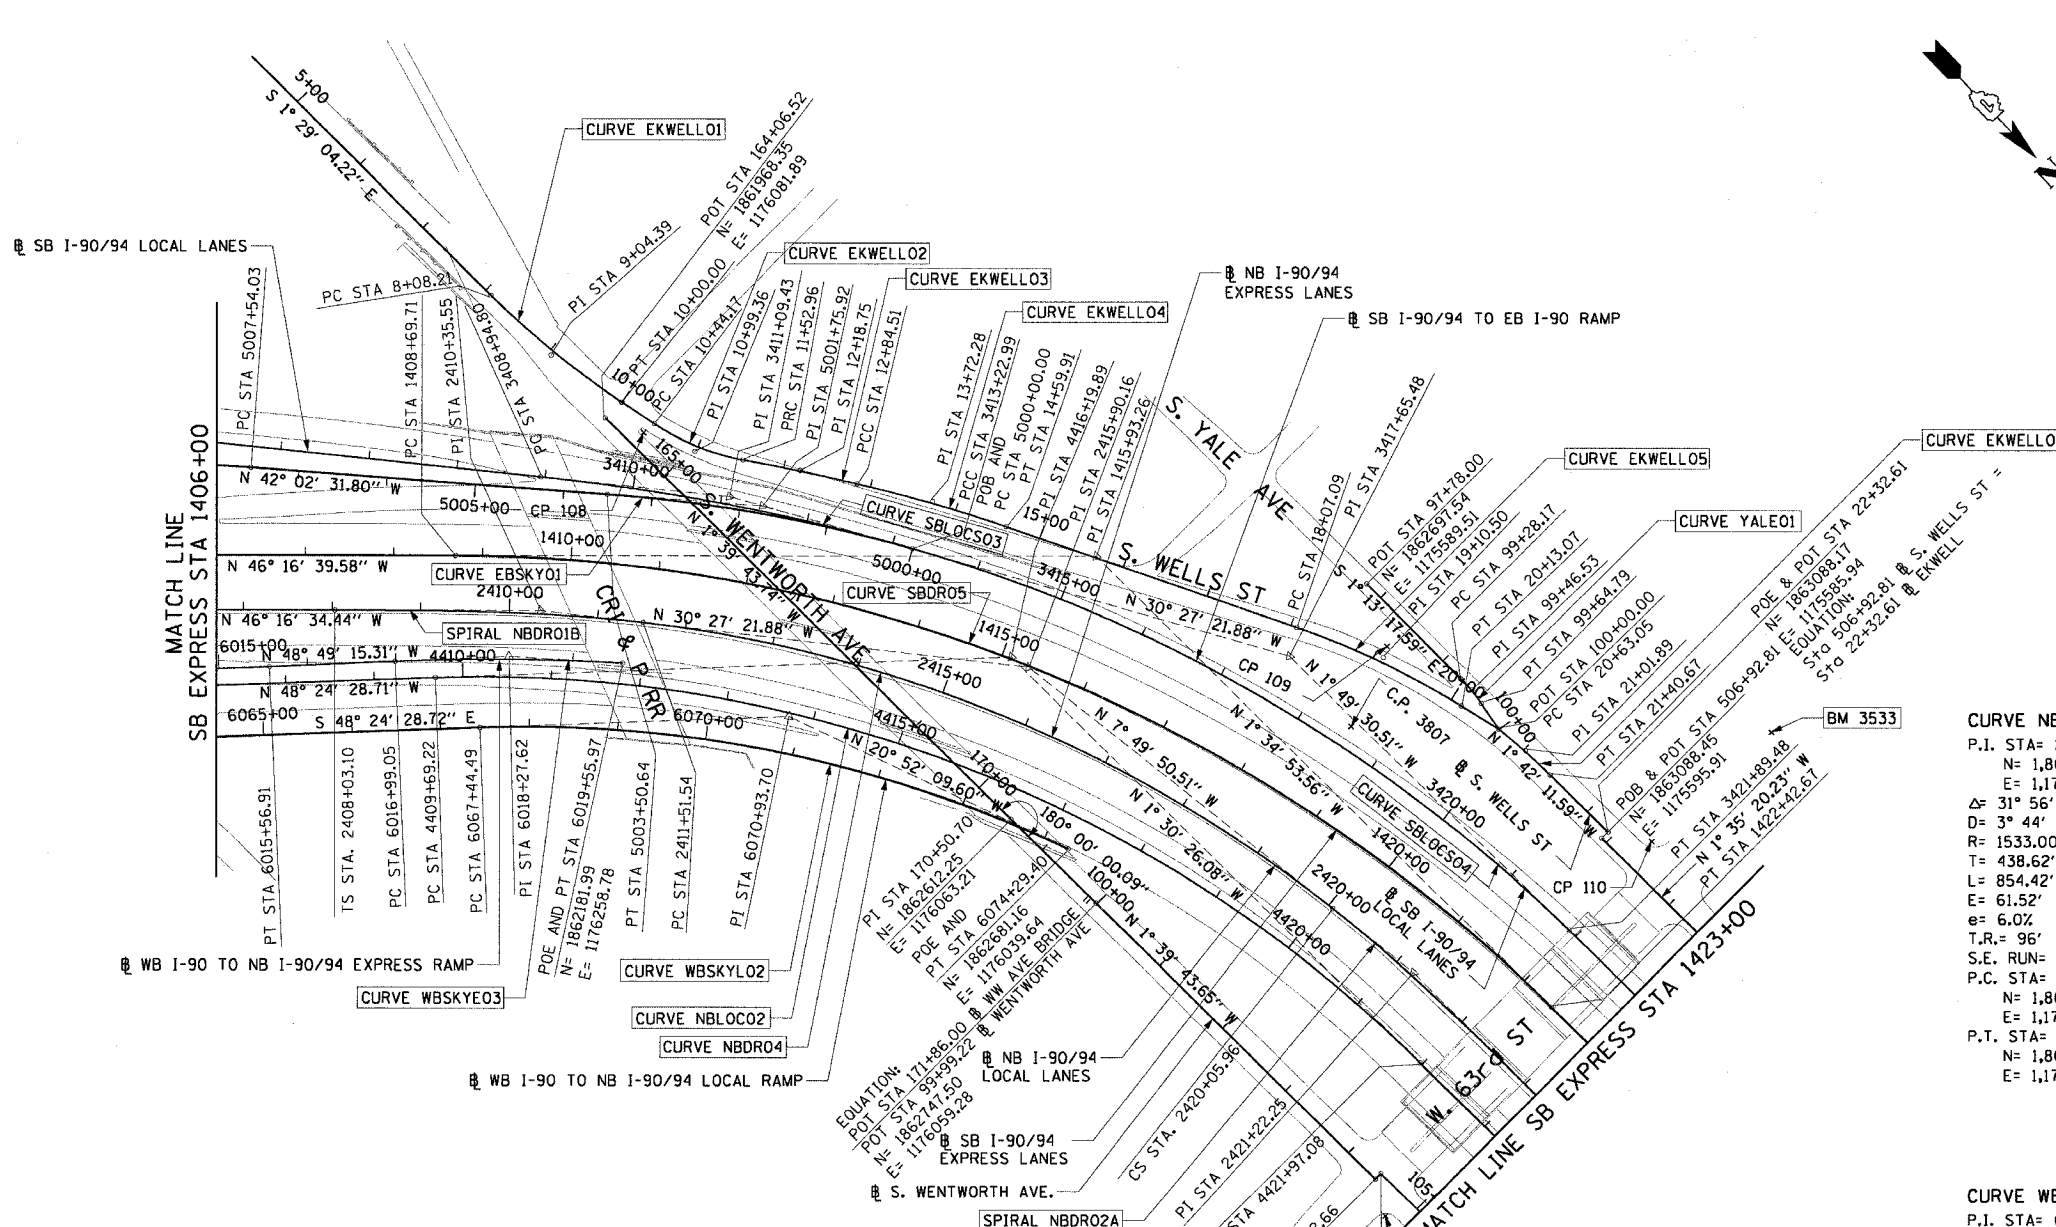 5+00
S 1° 29' 04.22" E
CURVE EKWELL01
POT STA 164+06.52
N= 1861968.35
E= 1176081.89
N
℔ SB I-90/94 LOCAL LANES
PC STA 5007+54.03
PC STA 8+08.21
PC STA 1408+69.71
PI STA 2410+35.55
PC STA 3408+94.80
PI STA 9+04.39
10+00
PT STA 10+00.00
PC STA 10+44.17
PI STA 10+99.36
CURVE EKWELL02
PI STA 3411+09.43
PRC STA 11+52.96
PI STA 5001+75.92
PI STA 12+18.75
PCC STA 12+84.51
CURVE EKWELL03
CURVE EKWELL04
PI STA 13+72.28
PCC STA 3413+22.99
POB AND
PC STA 5000+00.00
PT STA 14+59.91
PI STA 4416+19.89
PI STA 2415+90.16
PI STA 1415+93.26
℔ NB I-90/94
EXPRESS LANES
℔ SB I-90/94 TO EB I-90 RAMP
S. YALE
AVE
PC STA 18+07.09
PI STA 3417+65.48
POT STA 97+78.00
N= 1862697.54
E= 1175589.51
PI STA 19+10.50
CURVE EKWELL05
PC STA 99+28.17
PT STA 20+13.07
PI STA 99+46.53
PT STA 99+64.79
POT STA 100+00.00
PC STA 20+63.05
CURVE YALE01
PI STA 21+01.89
PT STA 21+40.67
CURVE EKWELL0
POE & POT STA 22+32.61
N= 1863088.17
E= 1175585.94
EQUATION:
Sta 506+92.81 ℔ S. WELLS ST =
Sta 22+32.61 ℔ EKWELL
POB & POT STA 506+92.81
N= 1863088.45
E= 1175595.91
BM 3533
PT STA 3421+89.48
N 1° 35' 20.23" W
PT STA 1422+42.67
MATCH LINE
SB EXPRESS STA 1406+00
N 42° 02' 31.80" W
5005+00
CP 108
3410+00
165+00
1410+00
S. WENTWORTH AVE
N 1° 39' 43.74" W
N 46° 16' 39.58" W
CURVE EBSKY01
2410+00
CRI & P RR
N 46° 16' 34.44" W
SPIRAL NBDR01B
N 30° 27' 21.88" W
6015+00
N 48° 49' 15.31" W
4410+00
N 48° 24' 28.71" W
6065+00
S 48° 24' 28.72" E
6070+00
CURVE SBLOCS03
15+00
5000+00
3415+00
S. WELLS ST
CURVE SBDR05
N 30° 27' 21.88" W
1415+00
2415+00
4415+00
N 20° 52' 09.60" W
170+00
CP 109
S 1° 13' 17.59" E
20+00
100+00
N 1° 49' 30.51" W
C.P. 3807
N 1° 42' 11.59" W
N 7° 49' 50.51" W
N 1° 34' 53.56" W
3420+00
℔ S. WELLS ST
N 1° 30' 26.08" W
CURVE SBLOCS04
1420+00
CP 110
2420+00
℔ SB I-90/94
LOCAL LANES
4420+00
180° 00' 00.09"
100+00
N 1° 39' 43.65" W
PT STA 6015+56.91
TS STA. 2408+03.10
PC STA 6016+99.05
PC STA 4409+69.22
PC STA 6067+44.49
PI STA 6018+27.62
POE AND PT STA 6019+55.97
N= 1862181.99
E= 1176258.78
PT STA 5003+50.64
PC STA 2411+51.54
PI STA 6070+93.70
PI STA 170+50.70
N= 1862612.25
E= 1176063.21
POE AND
PT STA 6074+29.40
N= 1862681.16
E= 1176039.64
EQUATION:
POT STA 171+86.00 ℔ WW AVE BRIDGE =
POT STA 99+99.22 ℔ WENTWORTH AVE
N= 1862747.50
E= 1176059.28
℔ WB I-90 TO NB I-90/94 EXPRESS RAMP
CURVE WBSKYE03
CURVE WBSKYL02
CURVE NBLOC02
CURVE NBDR04
℔ WB I-90 TO NB I-90/94 LOCAL RAMP
℔ NB I-90/94
LOCAL LANES
℔ SB I-90/94
EXPRESS LANES
℔ S. WENTWORTH AVE.
SPIRAL NBDR02A
CS STA. 2420+05.96
PI STA 2421+22.25
STA 4421+97.08
.66
105
W. 63rd ST
MATCH LINE SB EXPRESS STA 1423+00
CURVE NB
P.I. STA=
N= 1,86
E= 1,17
Δ= 31° 56'
D= 3° 44'
R= 1533.00
T= 438.62'
L= 854.42'
E= 61.52'
e= 6.0%
T.R.= 96'
S.E. RUN=
P.C. STA=
N= 1,86
E= 1,17
P.T. STA=
N= 1,86
E= 1,17
CURVE WB
P.I. STA=